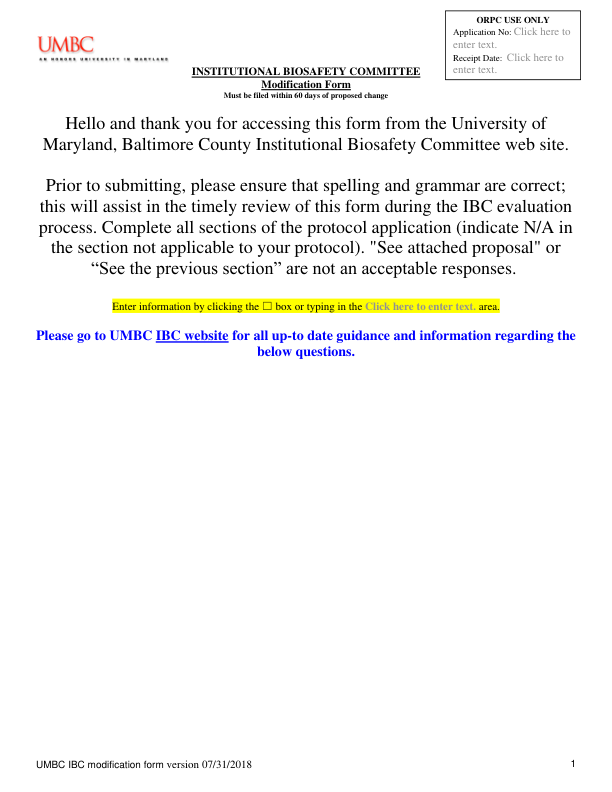 ORPC USE ONLY
Application No: Click here to
enter text.
Receipt Date: Click here to
enter text.
UMBC
AN HONORS UNIVERSITY IN MARYLAND
INSTITUTIONAL BIOSAFETY COMMITTEE
Modification Form
Must be filed within 60 days of proposed change
Hello and thank you for accessing this form from the University of
Maryland, Baltimore County Institutional Biosafety Committee web site.
Prior to submitting, please ensure that spelling and grammar are correct;
this will assist in the timely review of this form during the IBC evaluation
process. Complete all sections of the protocol application (indicate N/A in
the section not applicable to your protocol). "See attached proposal" or
“See the previous section” are not an acceptable responses.
Enter information by clicking the ☐ box or typing in the Click here to enter text. area.
Please go to UMBC IBC website for all up-to date guidance and information regarding the
below questions.
UMBC IBC modification form version 07/31/2018
1